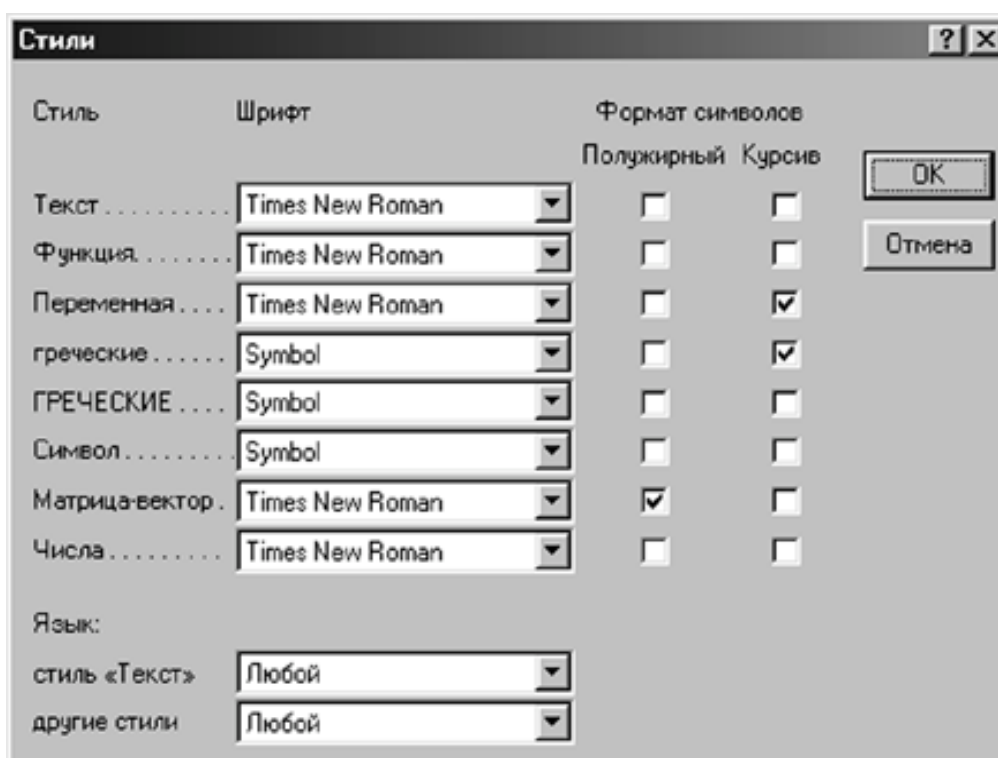 Стили
Стиль Шрифт Формат символов
Полужирный Курсив
OK
Текст.......... Times New Roman
Отмена
Функция........ Times New Roman
Переменная.... Times New Roman
греческие...... Symbol
ГРЕЧЕСКИЕ.... Symbol
Символ......... Symbol
Матрица-вектор. Times New Roman
Числа......... Times New Roman
Язык:
стиль «Текст» Любой
другие стили Любой